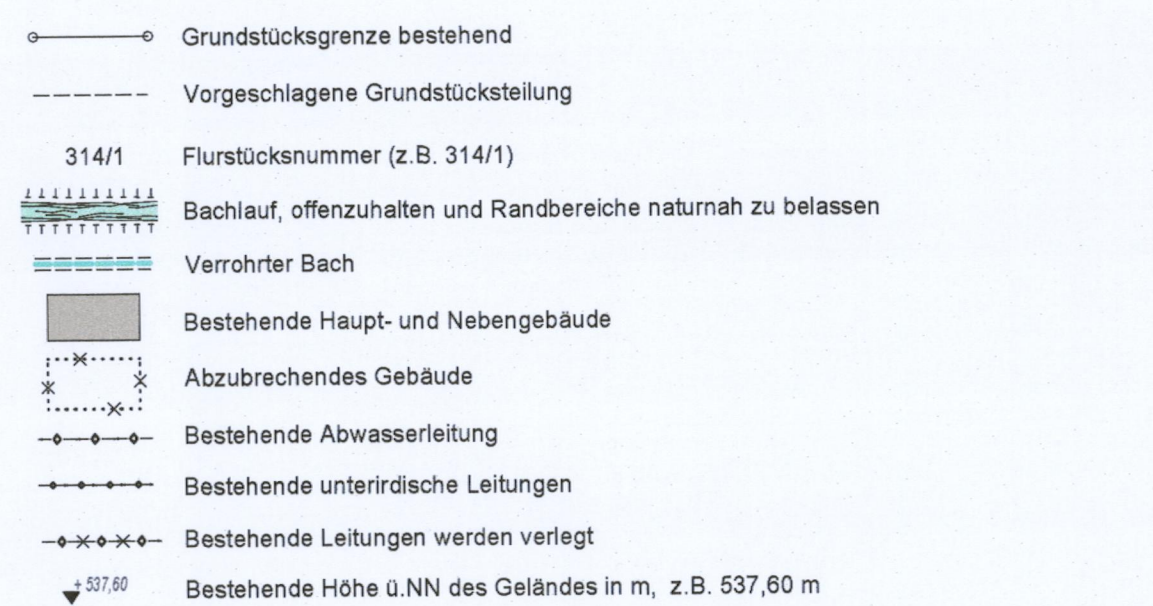 Grundstücksgrenze bestehend
Vorgeschlagene Grundstücksteilung
314/1 Flurstücksnummer (z.B. 314/1)
Bachlauf, offenzuhalten und Randbereiche naturnah zu belassen
Verrohrter Bach
Bestehende Haupt- und Nebengebäude
Abzubrechendes Gebäude
Bestehende Abwasserleitung
Bestehende unterirdische Leitungen
Bestehende Leitungen werden verlegt
+ 537,60 Bestehende Höhe ü.NN des Geländes in m, z.B. 537,60 m